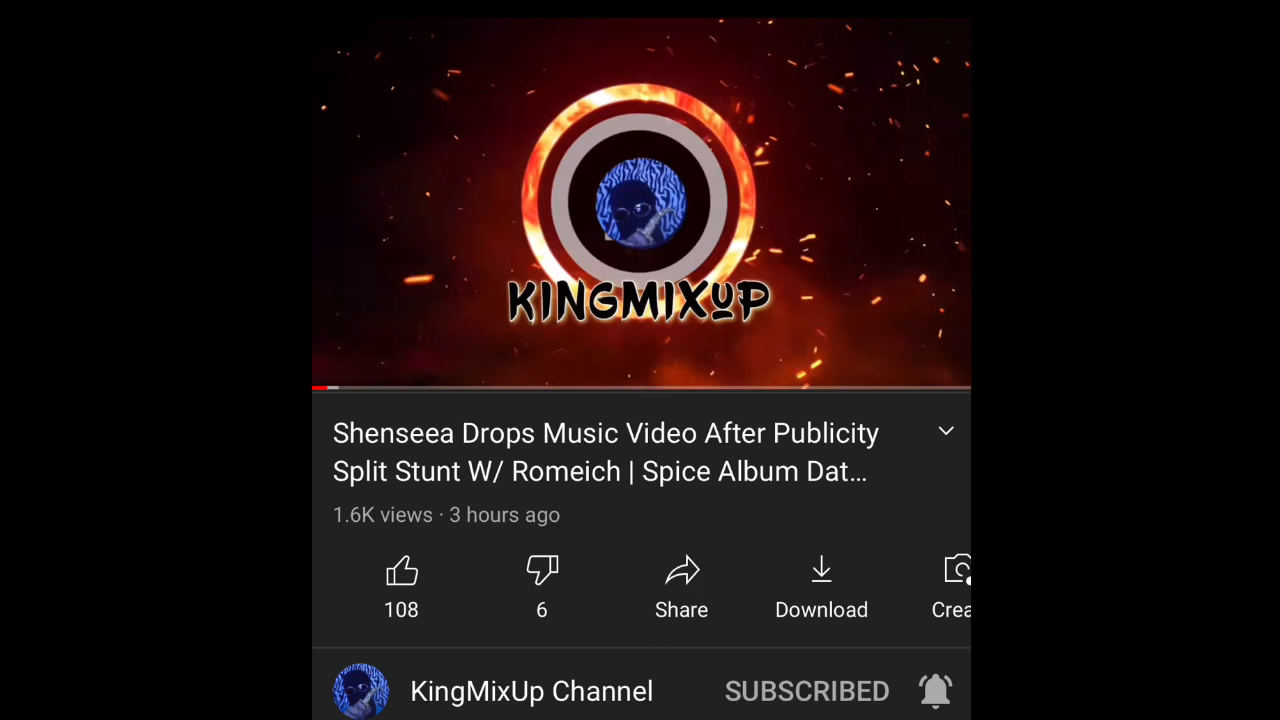 KINGMIXUP
Shenseea Drops Music Video After Publicity
Split Stunt W/ Romeich | Spice Album Dat...
1.6K views · 3 hours ago
108
6
Share
Download
Crea
KingMixUp Channel
SUBSCRIBED